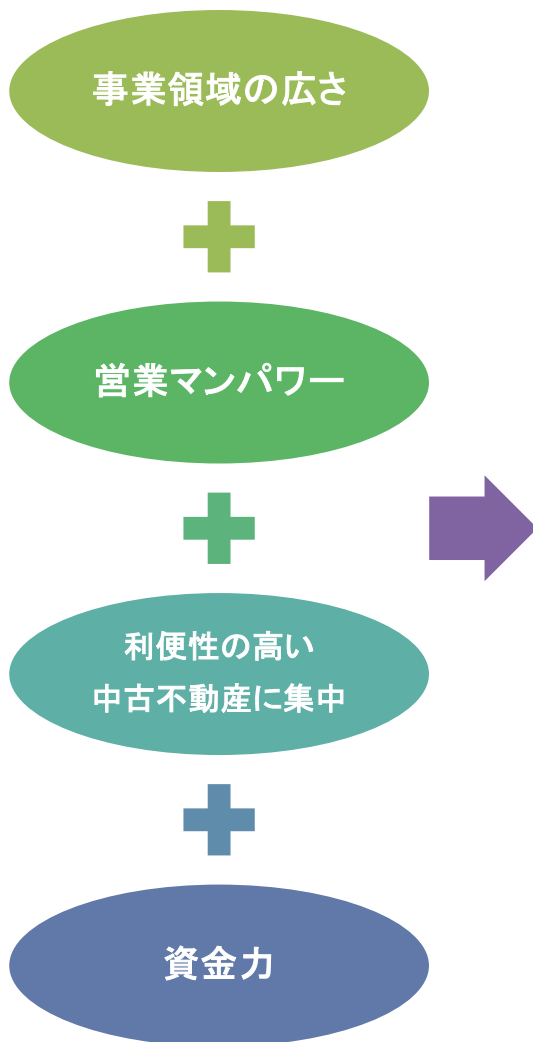 事業領域の広さ
営業マンパワー
利便性の高い
中古不動産に集中
資金力